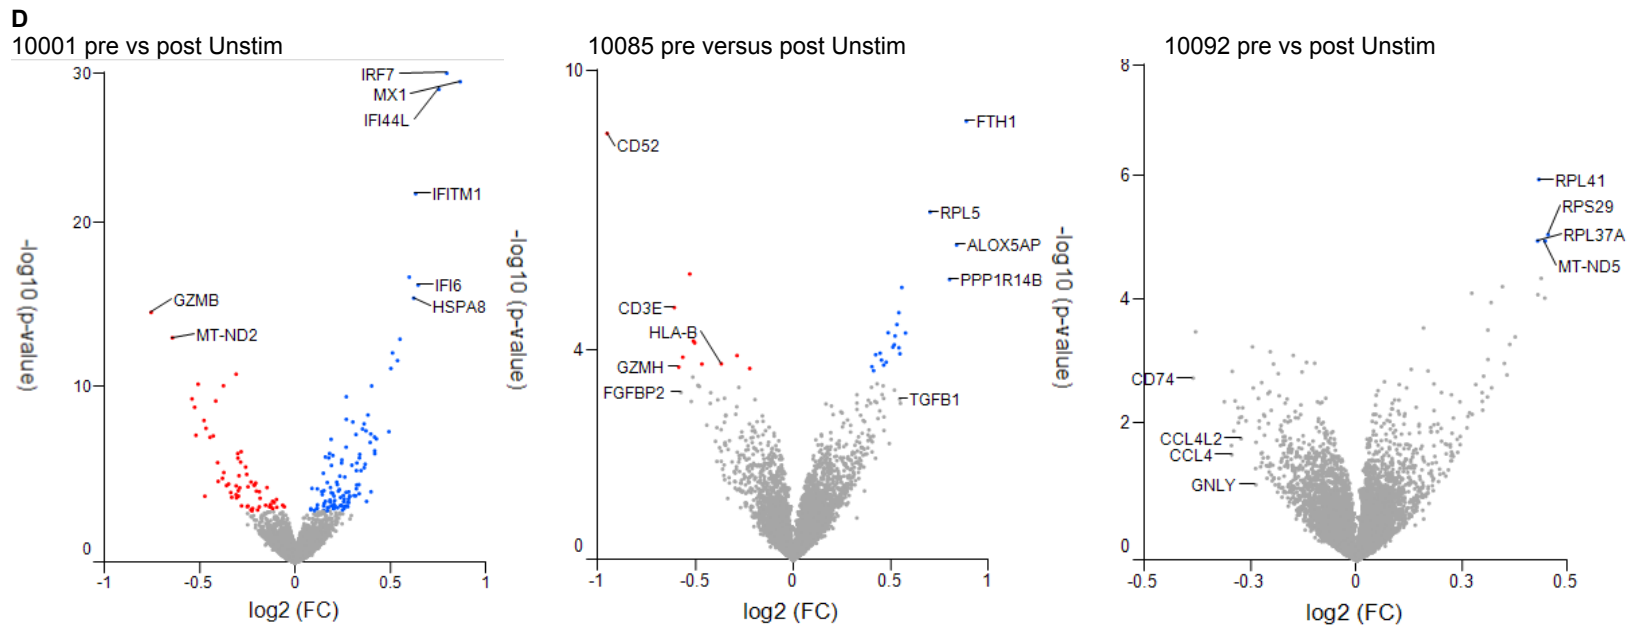 D
10001 pre vs post Unstim
30
20
10
0
-log10 (p-value)
IRF7
MX1
IFI44L
IFITM1
IFI6
HSPA8
GZMB
MT-ND2
-1
-0.5
0
0.5
1
log2 (FC)
10085 pre versus post Unstim
10
4
0
-log10 (p-value)
CD52
FTH1
RPL5
ALOX5AP
PPP1R14B
CD3E
HLA-B
GZMH
FGFBP2
TGFB1
-1
-0.5
0
0.5
1
log2 (FC)
10092 pre vs post Unstim
8
6
4
2
0
-log10 (p-value)
RPL41
RPS29
RPL37A
MT-ND5
CD74
CCL4L2
CCL4
GNLY
-0.5
-0.3
0
0.3
0.5
log2 (FC)